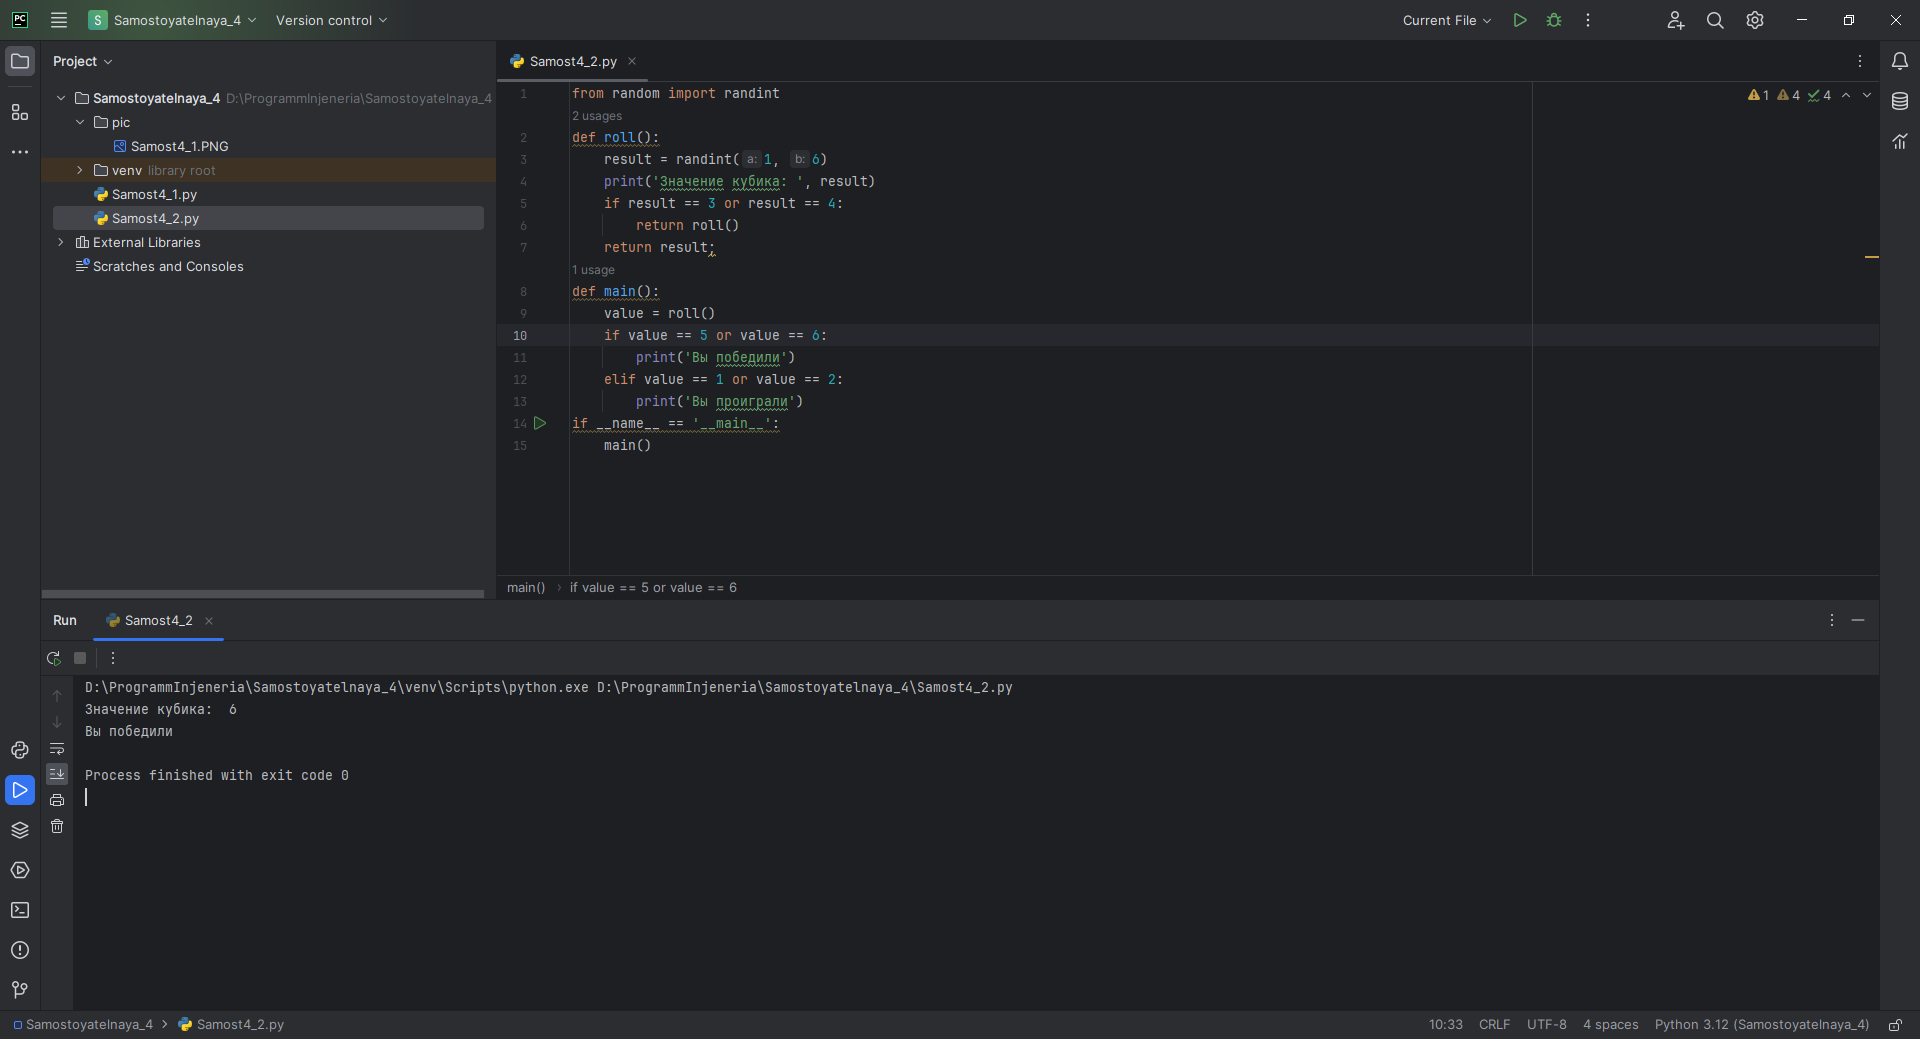 PC S Samostoyatelnaya_4 Version control Current File
Project
Samost4_2.py
Samostoyatelnaya_4 D:\ProgrammInjeneria\Samostoyatelnaya_4
pic
Samost4_1.PNG
venv library root
Samost4_1.py
Samost4_2.py
External Libraries
Scratches and Consoles
1 4 4
1 from random import randint
2 usages
2 def roll():
3 result = randint(a: 1, b: 6)
4 print('Значение кубика: ', result)
5 if result == 3 or result == 4:
6 return roll()
7 return result;
1 usage
8 def main():
9 value = roll()
10 if value == 5 or value == 6:
11 print('Вы победили')
12 elif value == 1 or value == 2:
13 print('Вы проиграли')
14 if __name__ == '__main__':
15 main()
main() › if value == 5 or value == 6
Run Samost4_2
D:\ProgrammInjeneria\Samostoyatelnaya_4\venv\Scripts\python.exe D:\ProgrammInjeneria\Samostoyatelnaya_4\Samost4_2.py
Значение кубика:  6
Вы победили
Process finished with exit code 0
Samostoyatelnaya_4 > Samost4_2.py 10:33 CRLF UTF-8 4 spaces Python 3.12 (Samostoyatelnaya_4)